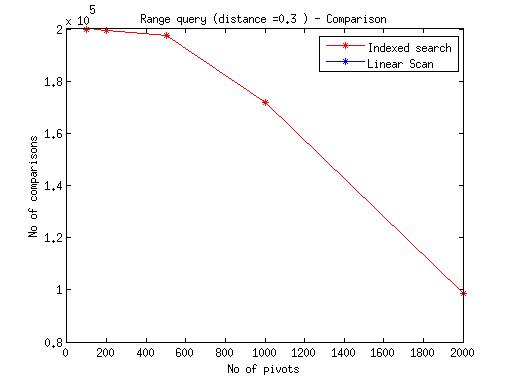 Range query (distance =0.3 ) - Comparison
x 10^5
Indexed search
Linear Scan
2
1.8
1.6
1.4
1.2
1
0.8
No of comparisons
0 200 400 600 800 1000 1200 1400 1600 1800 2000
No of pivots